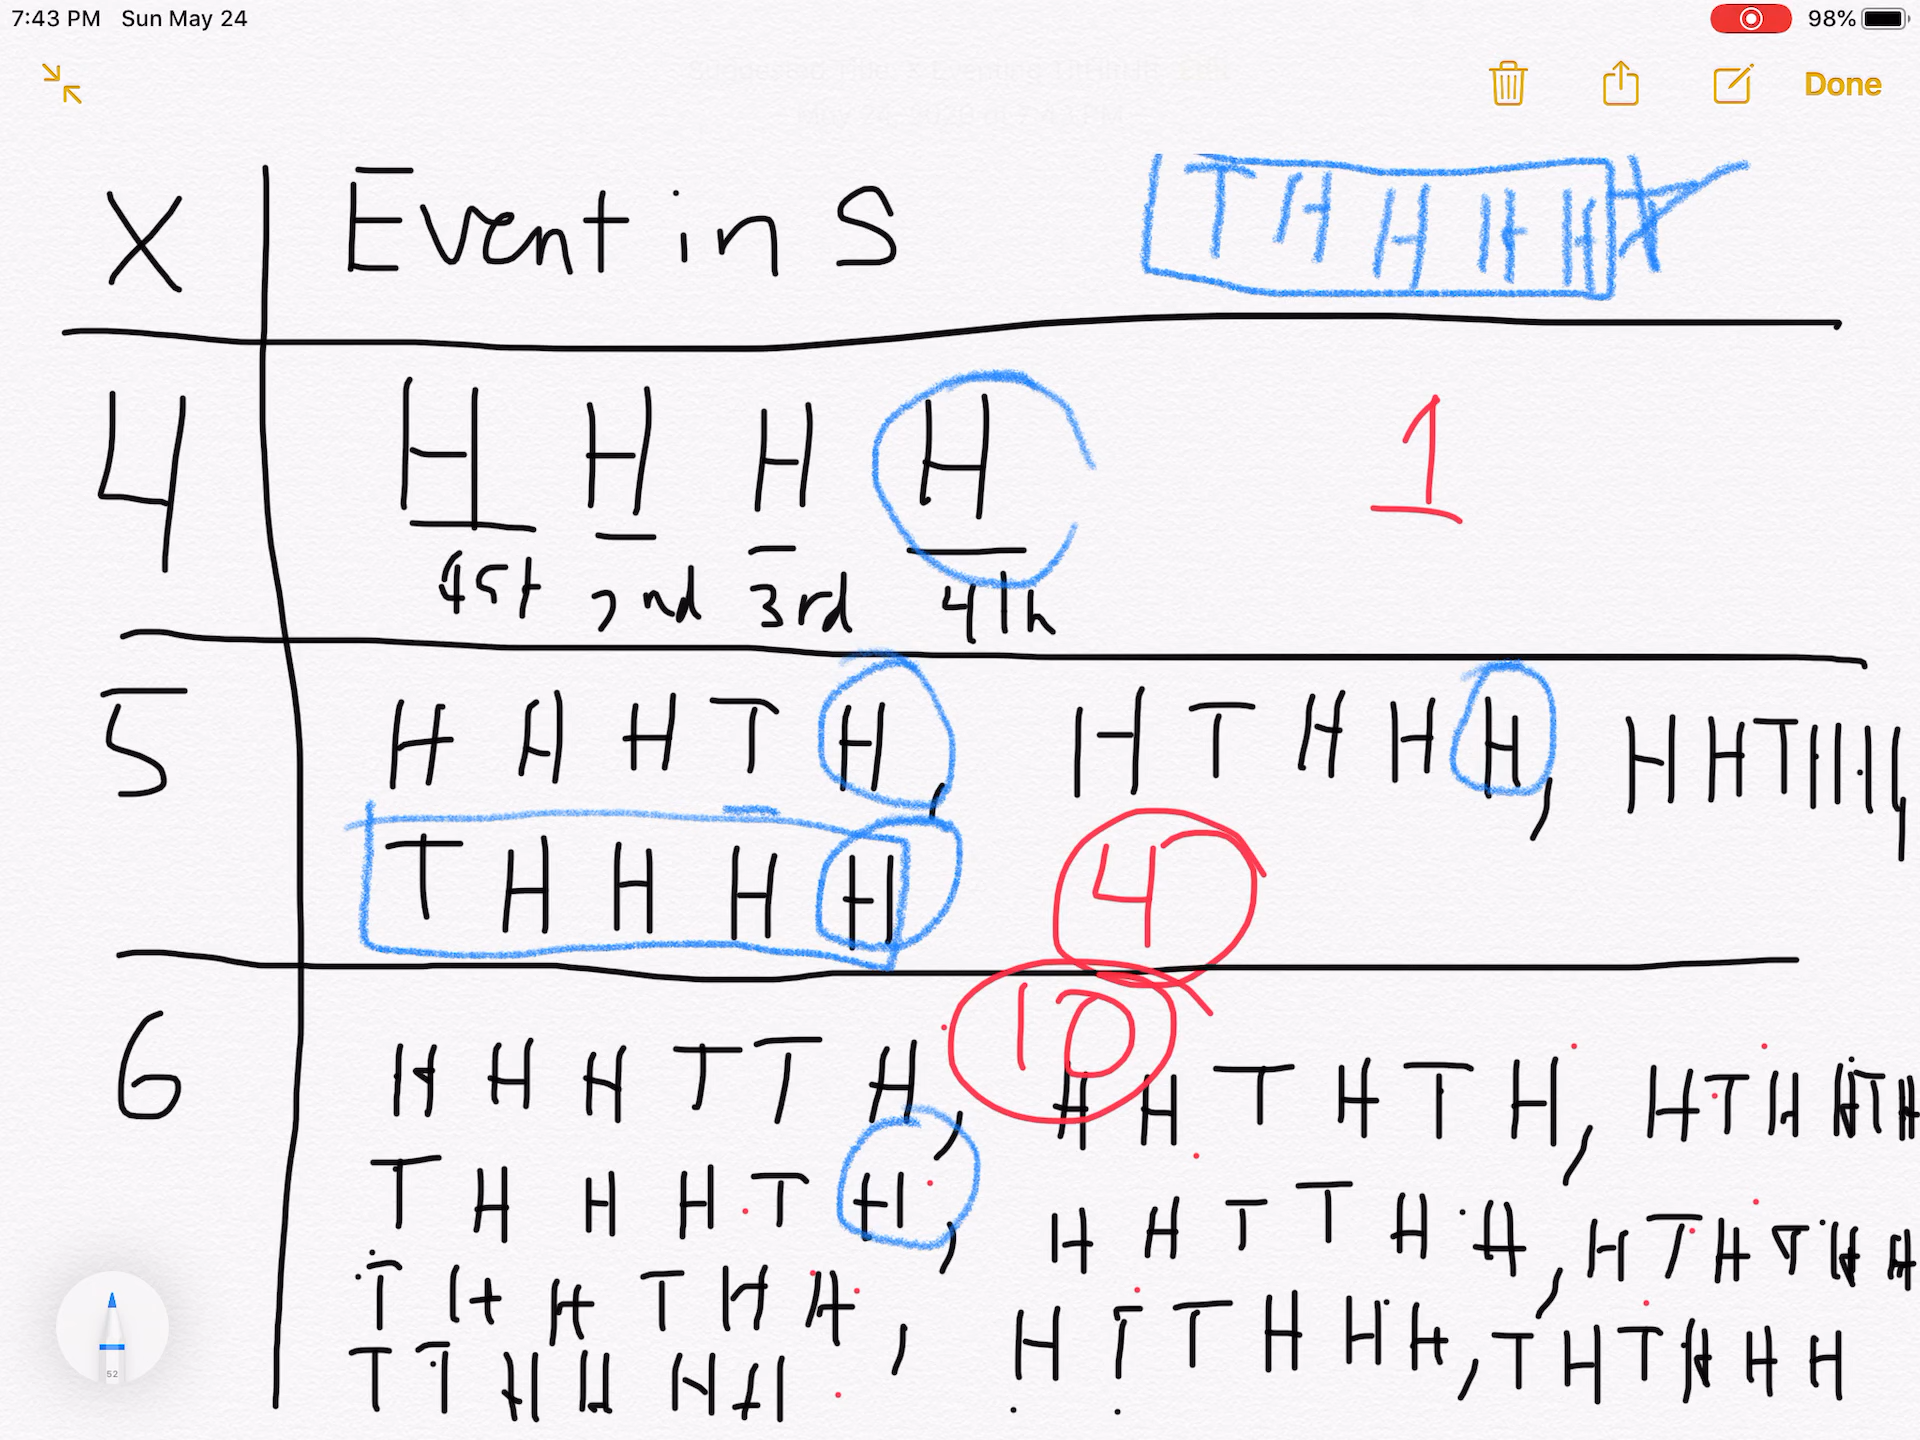 7:43 PM Sun May 24 98%
Done
X Event in S T H H H H
4 H H H H 1
1st 2nd 3rd 4th
5 H H H T H, H T H H H, H H T H H,
T H H H H 4
10
6 H H H T T H, H H T H T H, H T H H T H
T H H H T H, H H T T H H, H T H T H H
T H H T H H, H T T H H H, T H T H H H
T T H H H H
52